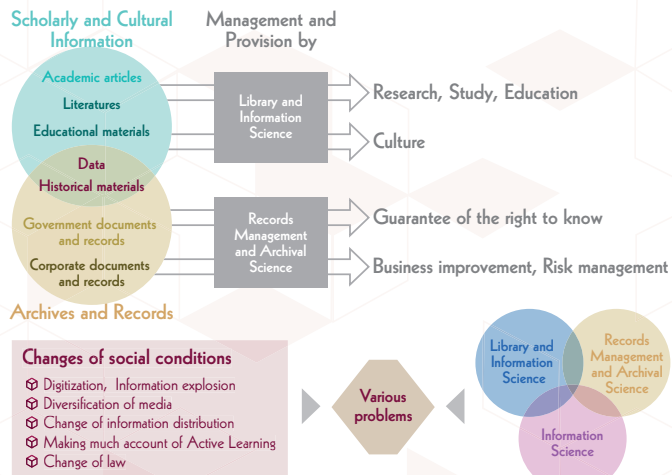 Scholarly and Cultural
Information
Management and
Provision by
Academic articles
Literatures
Educational materials
Data
Historical materials
Government documents
and records
Corporate documents
and records
Archives and Records
Library and
Information
Science
Research, Study, Education
Culture
Records
Management
and Archival
Science
Guarantee of the right to know
Business improvement, Risk management
Changes of social conditions
Digitization, Information explosion
Diversification of media
Change of information distribution
Making much account of Active Learning
Change of law
Various
problems
Library and
Information
Science
Records
Management
and Archival
Science
Information
Science